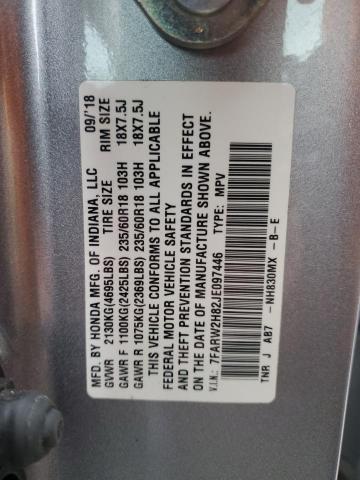 MFG. BY HONDA MFG. OF INDIANA, LLC 09/'18
GVWR 2130KG(4695LBS) TIRE SIZE RIM SIZE
GAWR F 1100KG(2425LBS) 235/60R18 103H 18X7.5J
GAWR R 1075KG(2369LBS) 235/60R18 103H 18X7.5J
THIS VEHICLE CONFORMS TO ALL APPLICABLE
FEDERAL MOTOR VEHICLE SAFETY
AND THEFT PREVENTION STANDARDS IN EFFECT
ON THE DATE OF MANUFACTURE SHOWN ABOVE.
V.I.N.: 7FARW2H82JE097446 TYPE: MPV
TNR J AB7 -NH830MX -B-E